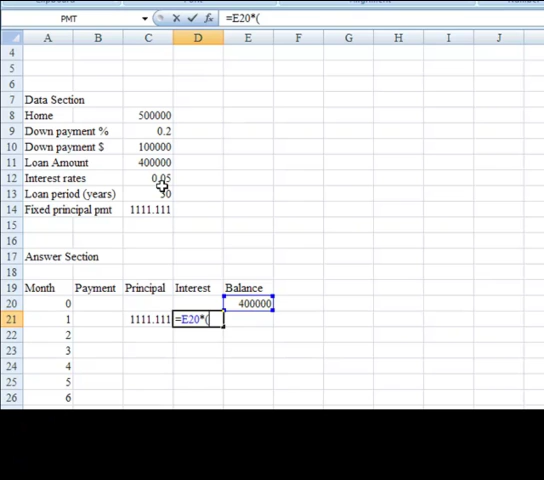 PMT =E20*(
A B C D E F G H I J
4
5
6
7 Data Section
8 Home 500000
9 Down payment % 0.2
10 Down payment $ 100000
11 Loan Amount 400000
12 Interest rates 0.05
13 Loan period (years) 30
14 Fixed principal pmt 1111.111
15
16
17 Answer Section
18
19 Month Payment Principal Interest Balance
20 0 400000
21 1 1111.111 =E20*(
22 2
23 3
24 4
25 5
26 6